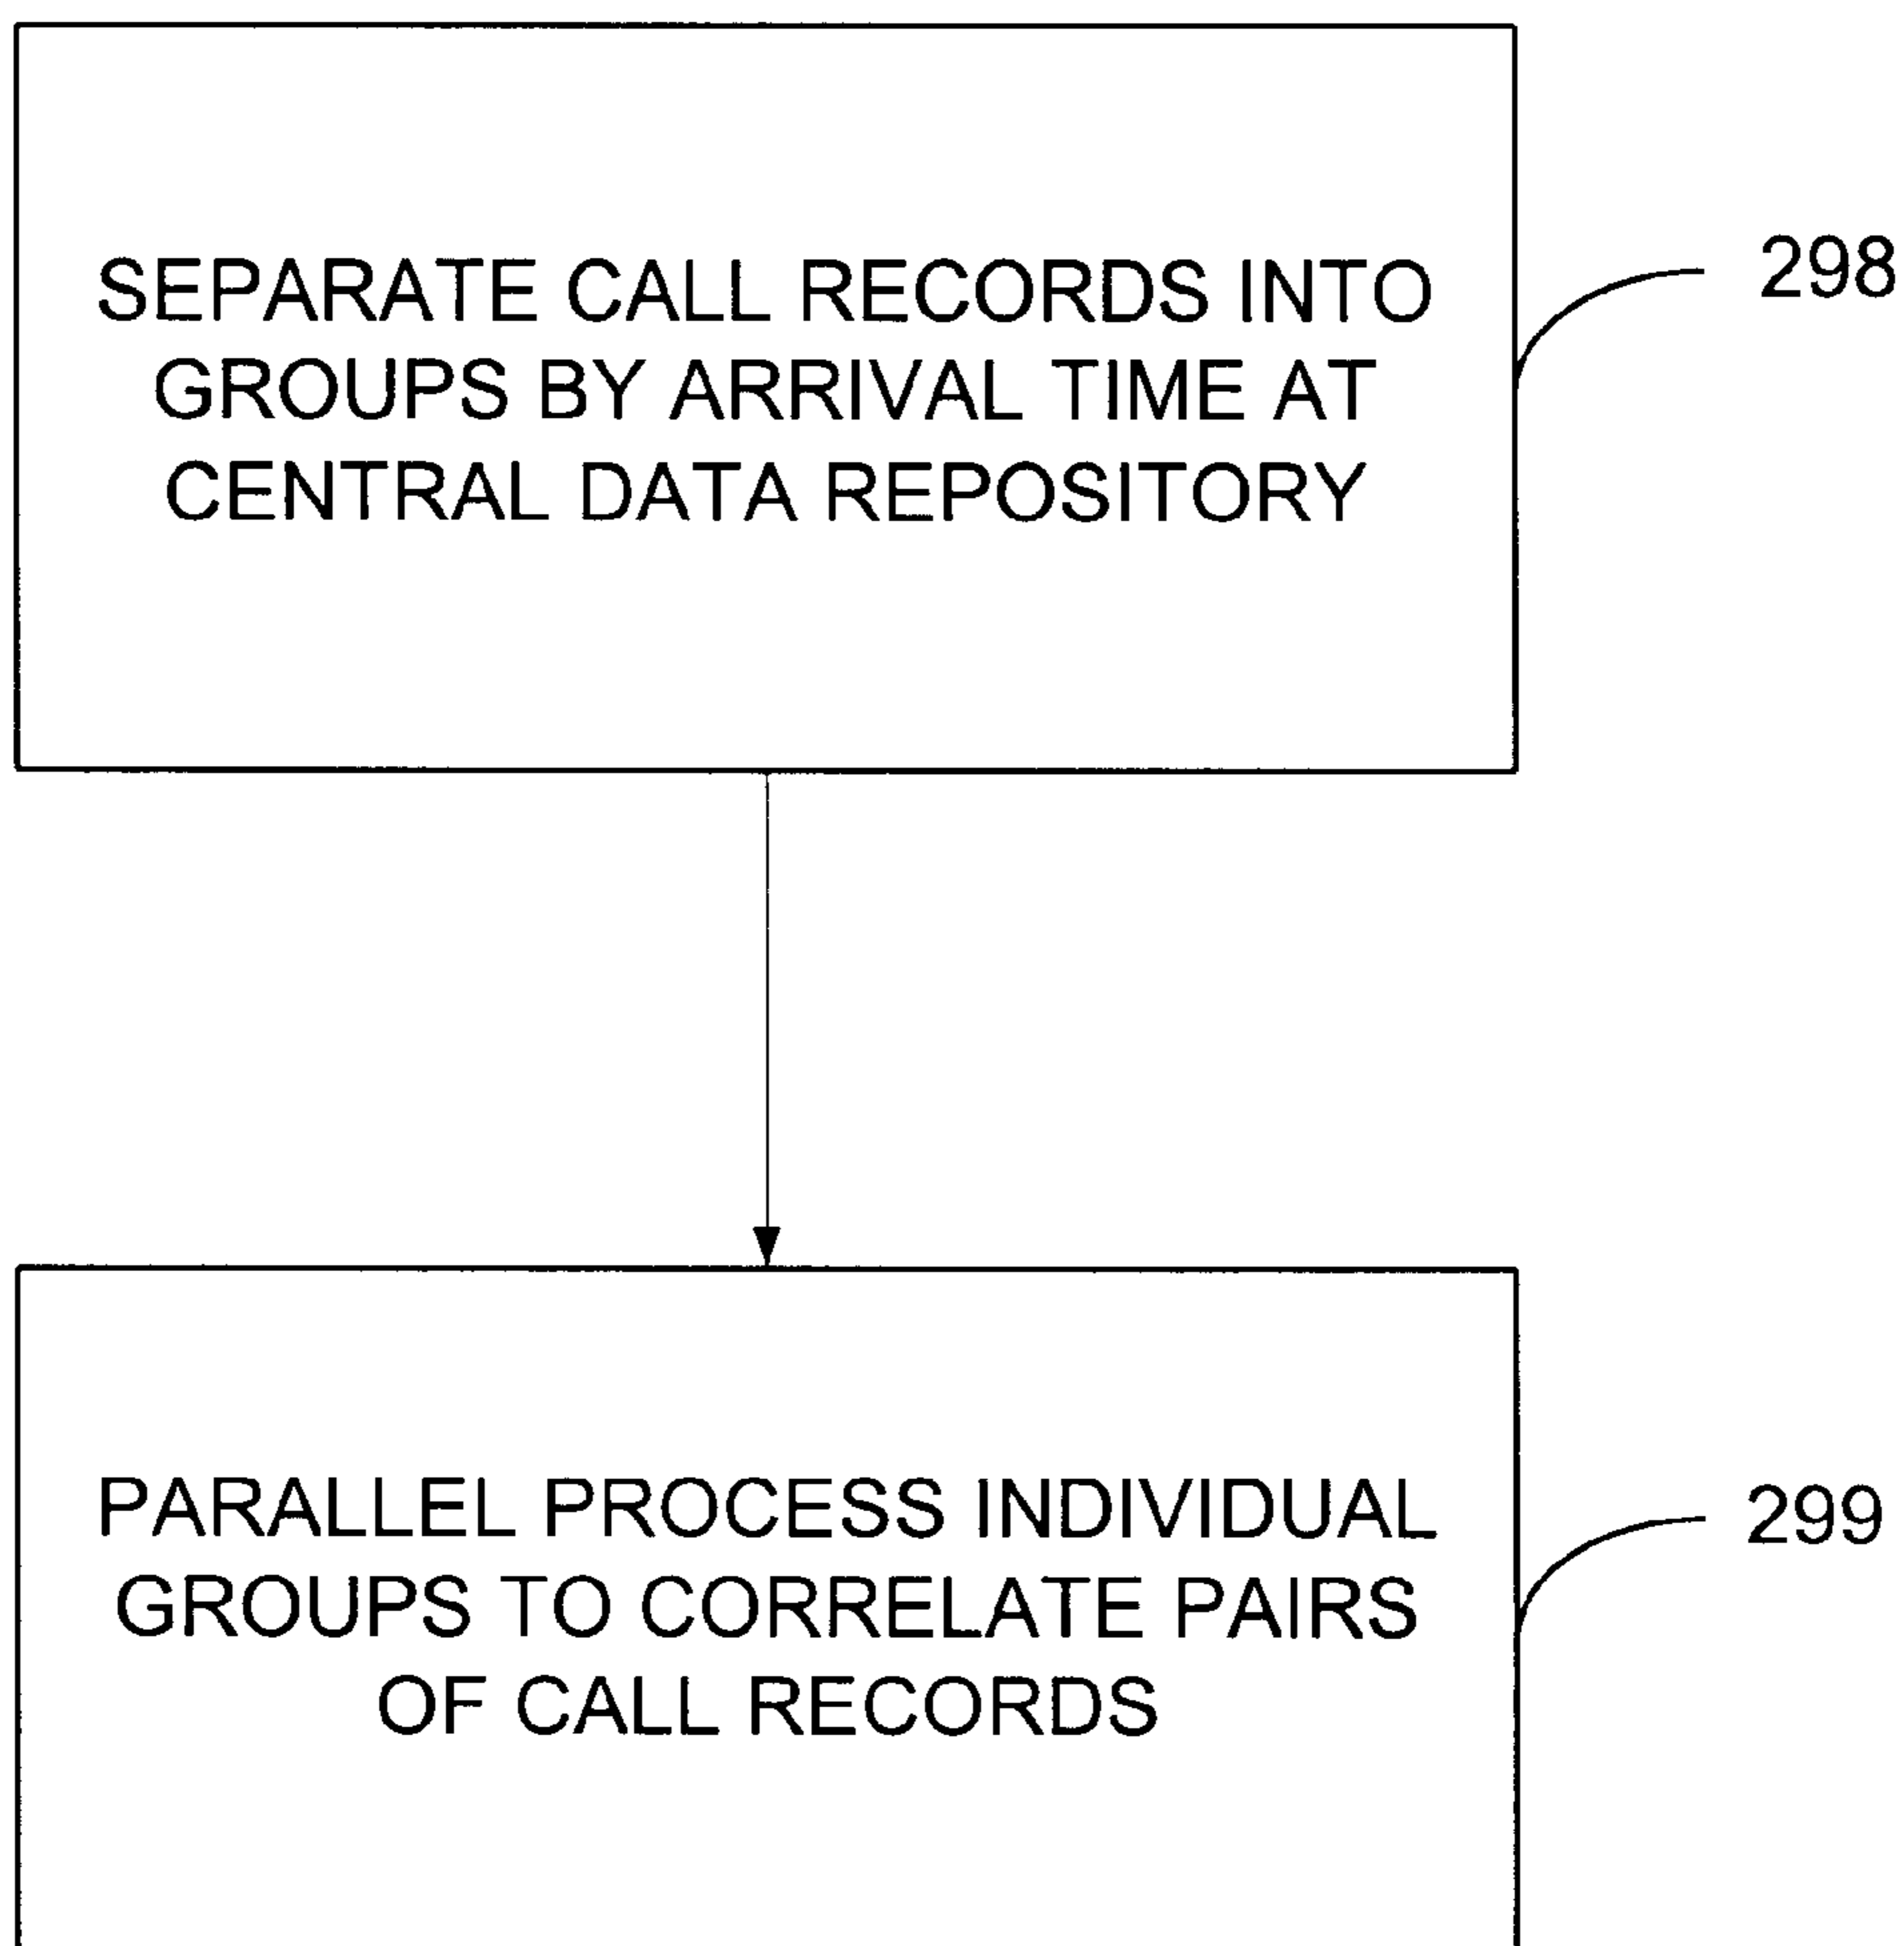 SEPARATE CALL RECORDS INTO
GROUPS BY ARRIVAL TIME AT
CENTRAL DATA REPOSITORY
298
PARALLEL PROCESS INDIVIDUAL
GROUPS TO CORRELATE PAIRS
OF CALL RECORDS
299